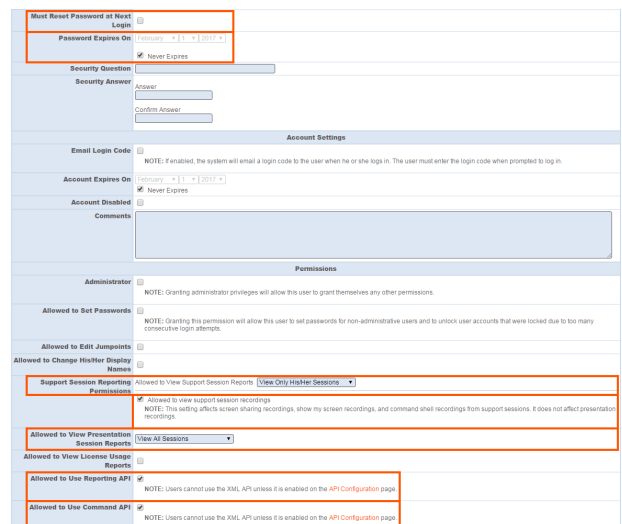 Must Reset Password at Next
Login
Password Expires On
February 1 2017
Never Expires
Security Question
Security Answer
Answer
Confirm Answer
Account Settings
Email Login Code
NOTE: If enabled, the system will email a login code to the user when he or she logs in. The user must enter the login code when prompted to log in.
Account Expires On
February 1 2017
Never Expires
Account Disabled
Comments
Permissions
Administrator
NOTE: Granting administrator privileges will allow this user to grant themselves any other permissions.
Allowed to Set Passwords
NOTE: Granting this permission will allow this user to set passwords for non-administrative users and to unlock user accounts that were locked due to too many
consecutive login attempts.
Allowed to Edit Jumpoints
Allowed to Change His/Her Display
Names
Support Session Reporting
Permissions
Allowed to View Support Session Reports View Only His/Her Sessions
Allowed to view support session recordings
NOTE: This setting affects screen sharing recordings, show my screen recordings, and command shell recordings from support sessions. It does not affect presentation
recordings.
Allowed to View Presentation
Session Reports
View All Sessions
Allowed to View License Usage
Reports
Allowed to Use Reporting API
NOTE: Users cannot use the XML API unless it is enabled on the API Configuration page.
Allowed to Use Command API
NOTE: Users cannot use the XML API unless it is enabled on the API Configuration page.